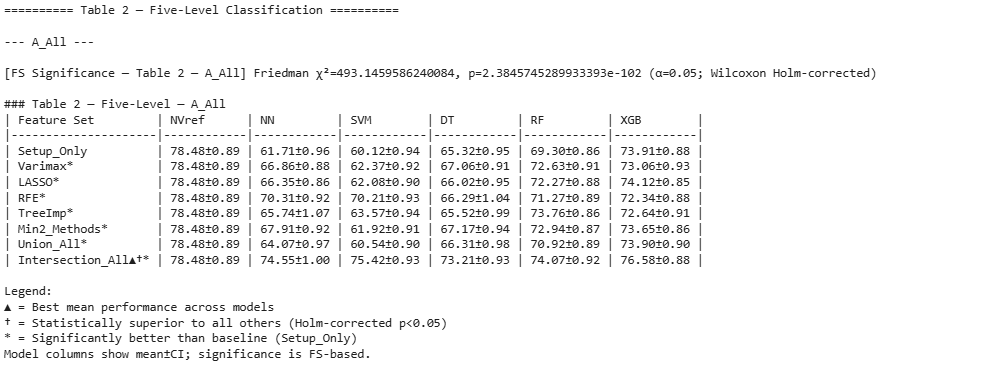 ========== Table 2 — Five-Level Classification ==========
--- A_All ---
[FS Significance — Table 2 — A_All] Friedman χ²=493.1459586240084, p=2.3845745289933393e-102 (α=0.05; Wilcoxon Holm-corrected)
### Table 2 — Five-Level — A_All
| Feature Set        | NVref      | NN         | SVM        | DT         | RF         | XGB        |
|--------------------|------------|------------|------------|------------|------------|------------|
| Setup_Only         | 78.48±0.89 | 61.71±0.96 | 60.12±0.94 | 65.32±0.95 | 69.30±0.86 | 73.91±0.88 |
| Varimax*           | 78.48±0.89 | 66.86±0.88 | 62.37±0.92 | 67.06±0.91 | 72.63±0.91 | 73.06±0.93 |
| LASSO*             | 78.48±0.89 | 66.35±0.86 | 62.08±0.90 | 66.02±0.95 | 72.27±0.88 | 74.12±0.85 |
| RFE*               | 78.48±0.89 | 70.31±0.92 | 70.21±0.93 | 66.29±1.04 | 71.27±0.89 | 72.34±0.88 |
| TreeImp*           | 78.48±0.89 | 65.74±1.07 | 63.57±0.94 | 65.52±0.99 | 73.76±0.86 | 72.64±0.91 |
| Min2_Methods*      | 78.48±0.89 | 67.91±0.92 | 61.92±0.91 | 67.17±0.94 | 72.94±0.87 | 73.65±0.86 |
| Union_All*         | 78.48±0.89 | 64.07±0.97 | 60.54±0.90 | 66.31±0.98 | 70.92±0.89 | 73.90±0.90 |
| Intersection_All▲†* | 78.48±0.89 | 74.55±1.00 | 75.42±0.93 | 73.21±0.93 | 74.07±0.92 | 76.58±0.88 |
Legend:
▲ = Best mean performance across models
† = Statistically superior to all others (Holm-corrected p<0.05)
* = Significantly better than baseline (Setup_Only)
Model columns show mean±CI; significance is FS-based.